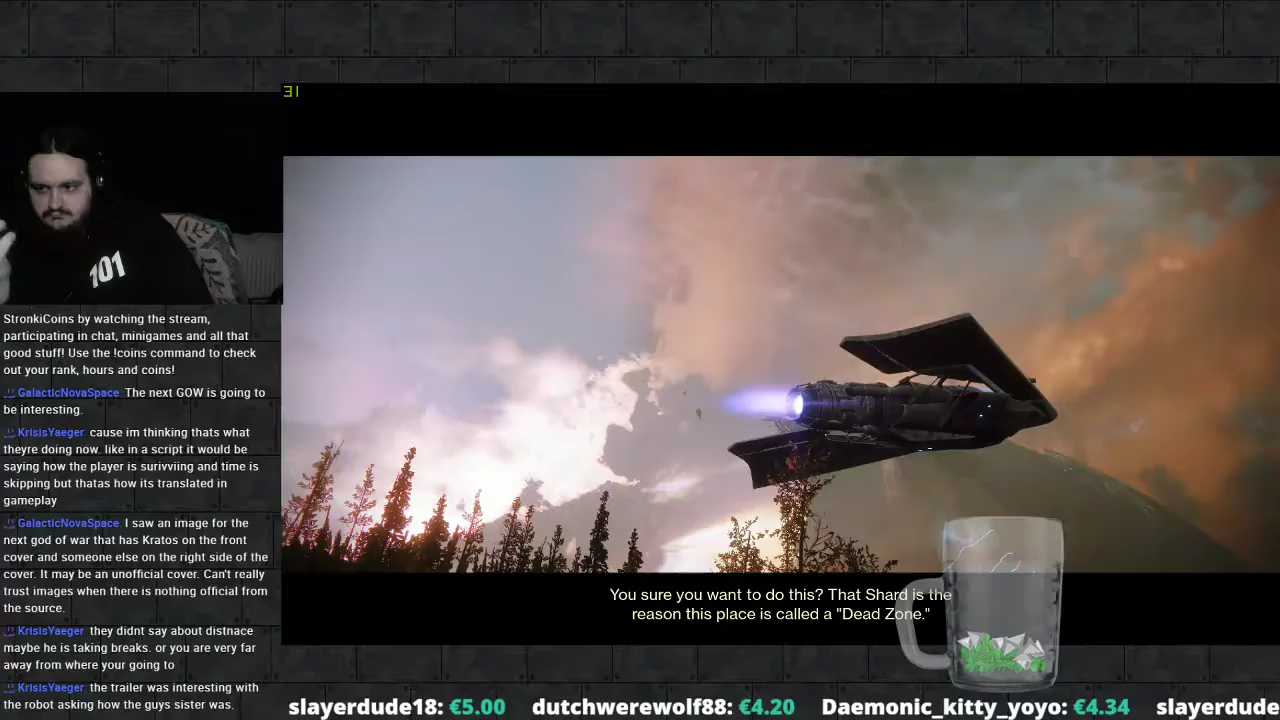 31
101
StronkiCoins by watching the stream,
participating in chat, minigames and all that
good stuff! Use the !coins command to check
out your rank, hours and coins!
GalacticNovaSpace The next GOW is going to
be interesting.
KrisisYaeger cause im thinking thats what
theyre doing now. like in a script it would be
saying how the player is surivviing and time is
skipping but thatas how its translated in
gameplay
GalacticNovaSpace I saw an image for the
next god of war that has Kratos on the front
cover and someone else on the right side of the
cover. It may be an unofficial cover. Can't really
trust images when there is nothing official from
the source.
KrisisYaeger they didnt say about distnace
maybe he is taking breaks. or you are very far
away from where your going to
KrisisYaeger the trailer was interesting with
the robot asking how the guys sister was.
You sure you want to do this? That Shard is the
reason this place is called a "Dead Zone."
slayerdude18: €5.00 dutchwerewolf88: €4.20 Daemonic_kitty_yoyo: €4.34 slayerdude